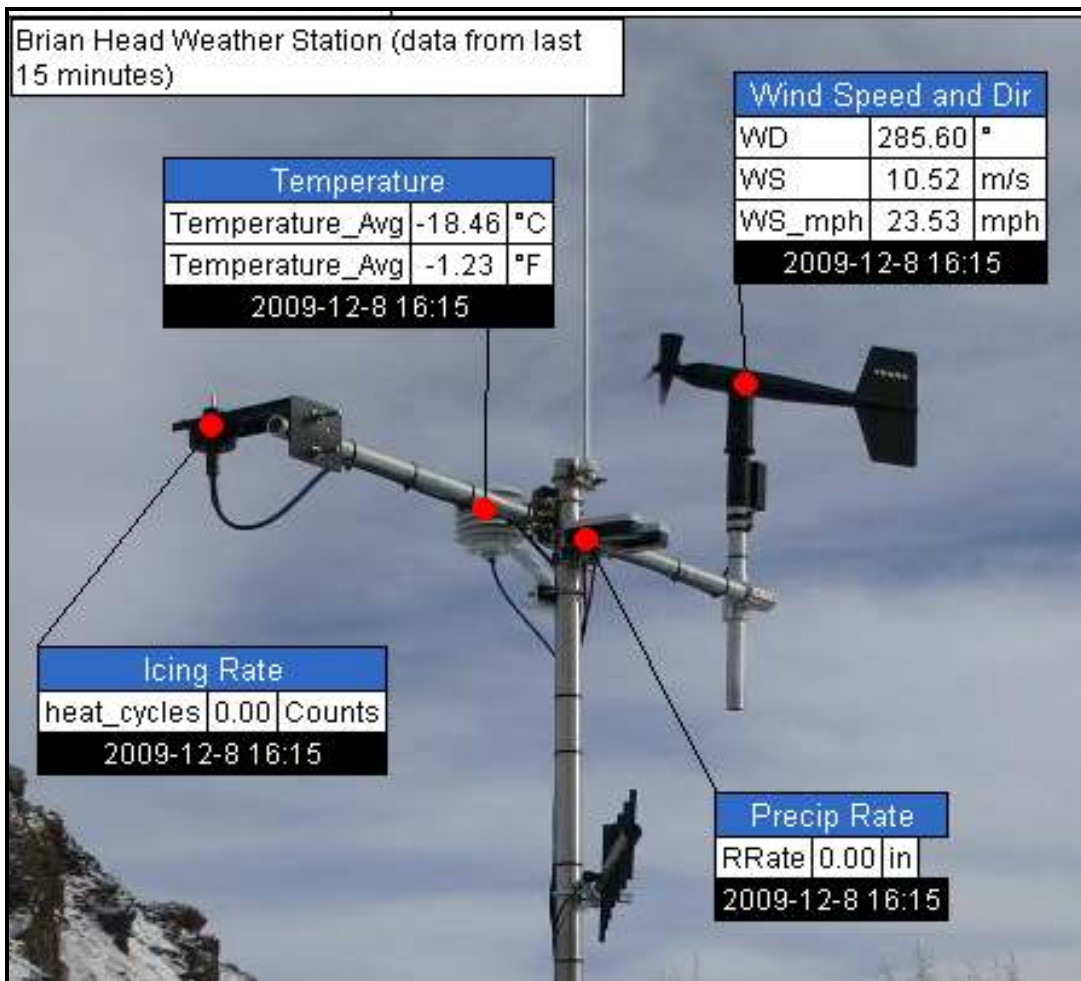 Brian Head Weather Station (data from last
15 minutes)
Wind Speed and Dir
WD 285.60 °
WS 10.52 m/s
WS_mph 23.53 mph
2009-12-8 16:15
Temperature
Temperature_Avg -18.46 °C
Temperature_Avg -1.23 °F
2009-12-8 16:15
Icing Rate
heat_cycles 0.00 Counts
2009-12-8 16:15
Precip Rate
RRate 0.00 in
2009-12-8 16:15